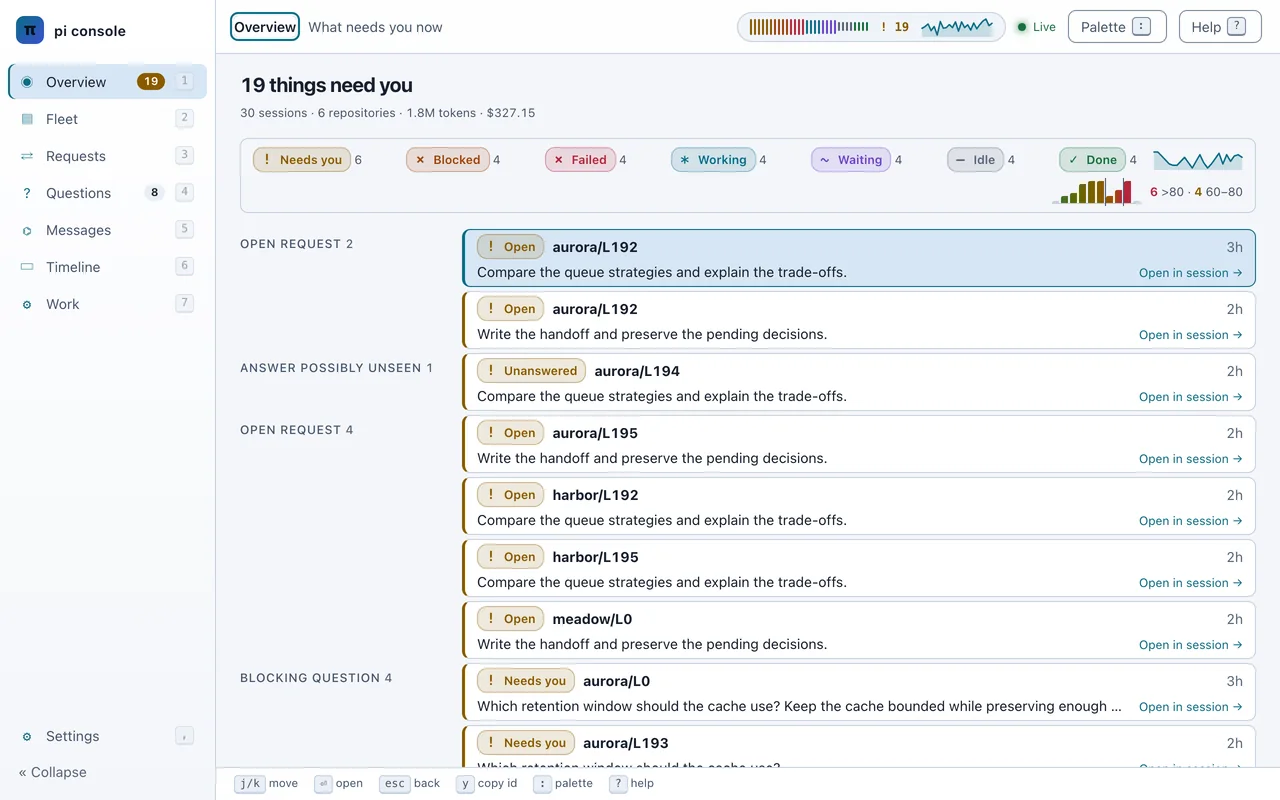 π pi console
Overview What needs you now ! 19 Live Palette : Help ?
Overview 19 1
Fleet 2
Requests 3
Questions 8 4
Messages 5
Timeline 6
Work 7
Settings ,
« Collapse
19 things need you
30 sessions · 6 repositories · 1.8M tokens · $327.15
! Needs you 6 × Blocked 4 × Failed 4 * Working 4 ~ Waiting 4 – Idle 4 ✓ Done 4
6 >80 · 4 60–80
OPEN REQUEST 2
! Open aurora/L192 3h
Compare the queue strategies and explain the trade-offs. Open in session →
! Open aurora/L192 2h
Write the handoff and preserve the pending decisions. Open in session →
ANSWER POSSIBLY UNSEEN 1
! Unanswered aurora/L194 2h
Compare the queue strategies and explain the trade-offs. Open in session →
OPEN REQUEST 4
! Open aurora/L195 2h
Write the handoff and preserve the pending decisions. Open in session →
! Open harbor/L192 2h
Compare the queue strategies and explain the trade-offs. Open in session →
! Open harbor/L195 2h
Compare the queue strategies and explain the trade-offs. Open in session →
! Open meadow/L0 2h
Write the handoff and preserve the pending decisions. Open in session →
BLOCKING QUESTION 4
! Needs you aurora/L0 3h
Which retention window should the cache use? Keep the cache bounded while preserving enough ... Open in session →
! Needs you aurora/L193 2h
Which retention window should the cache use? Open in session →
j/k move ⏎ open esc back y copy id : palette ? help